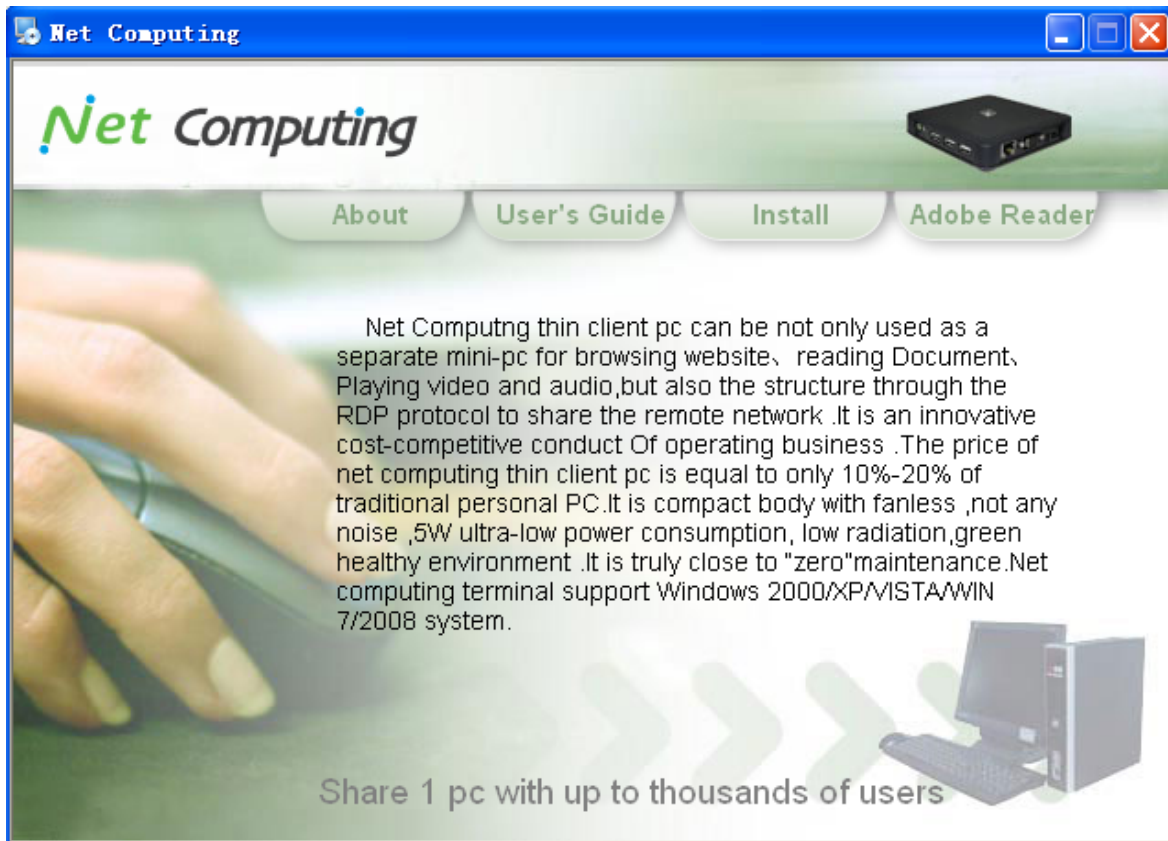 Net Computing
Net Computing
About
User's Guide
Install
Adobe Reader
Net Computng thin client pc can be not only used as a
separate mini-pc for browsing website、 reading Document、
Playing video and audio,but also the structure through the
RDP protocol to share the remote network .It is an innovative
cost-competitive conduct Of operating business .The price of
net computing thin client pc is equal to only 10%-20% of
traditional personal PC.It is compact body with fanless ,not any
noise ,5W ultra-low power consumption, low radiation,green
healthy environment .It is truly close to "zero"maintenance.Net
computing terminal support Windows 2000/XP/VISTA/WIN
7/2008 system.
Share 1 pc with up to thousands of users